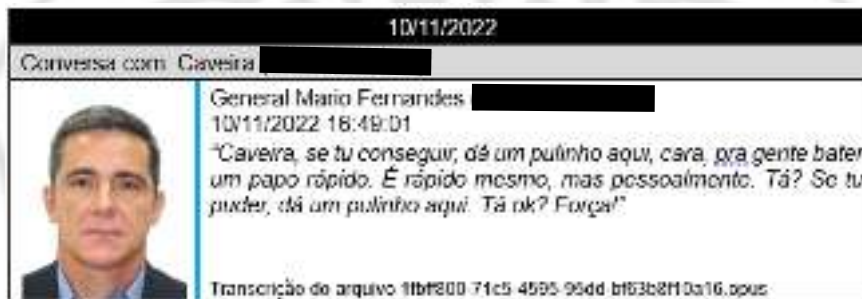 10/11/2022
Conversa com Caveira
General Mario Fernandes
10/11/2022 16:49:01
"Caveira, se tu conseguir, dá um pulinho aqui, cara, pra gente bater
um papo rápido. É rápido mesmo, mas pessoalmente. Tá? Se tu
puder, dá um pulinho aqui. Tá ok? Força!"
Transcrição do arquivo 1fbff800-71c5-4595-95dd-bf63b8f10a16.opus